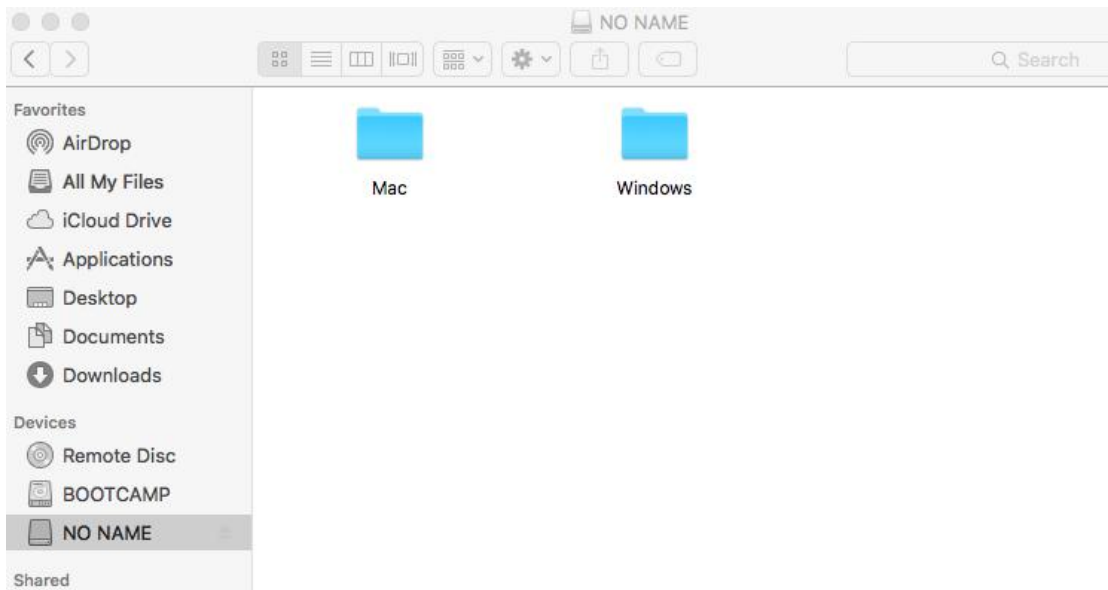 NO NAME
Search
Favorites
AirDrop
All My Files
iCloud Drive
Applications
Desktop
Documents
Downloads
Devices
Remote Disc
BOOTCAMP
NO NAME
Shared
Mac
Windows